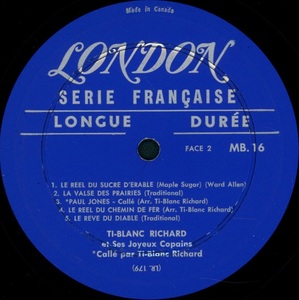 Made in Canada
LONDON
SERIE FRANÇAISE
LONGUE DURÉE
FACE 2 MB.16
1. LE REEL DU SUCRE D'ERABLE (Maple Sugar) (Ward Allen)
2. LA VALSE DES PRAIRIES (Traditional)
3. *PAUL JONES - Callé (Arr. Ti-Blanc Richard)
4. LE REEL DU CHEMIN DE FER (Arr. Ti-Blanc Richard)
5. LE REVE DU DIABLE (Traditional)
TI-BLANC RICHARD
et Ses Joyeux Copains
*Callé par Ti-Blanc Richard
(LR. 179)